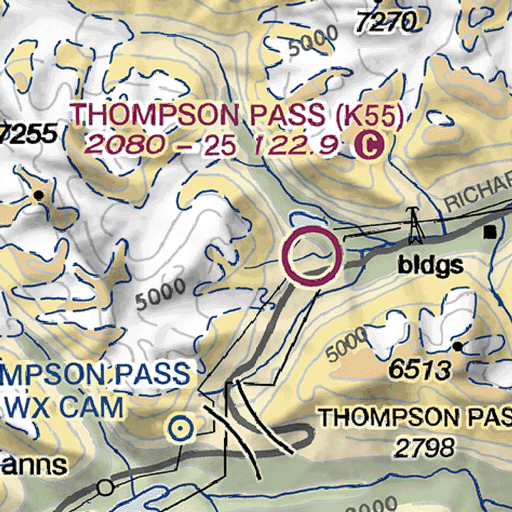 5000
7270
THOMPSON PASS (K55)
7255
2080 – 25 122.9 C
RICHAR
bldgs
5000
5000
6513
MPSON PASS
WX CAM
THOMPSON PAS
2798
anns